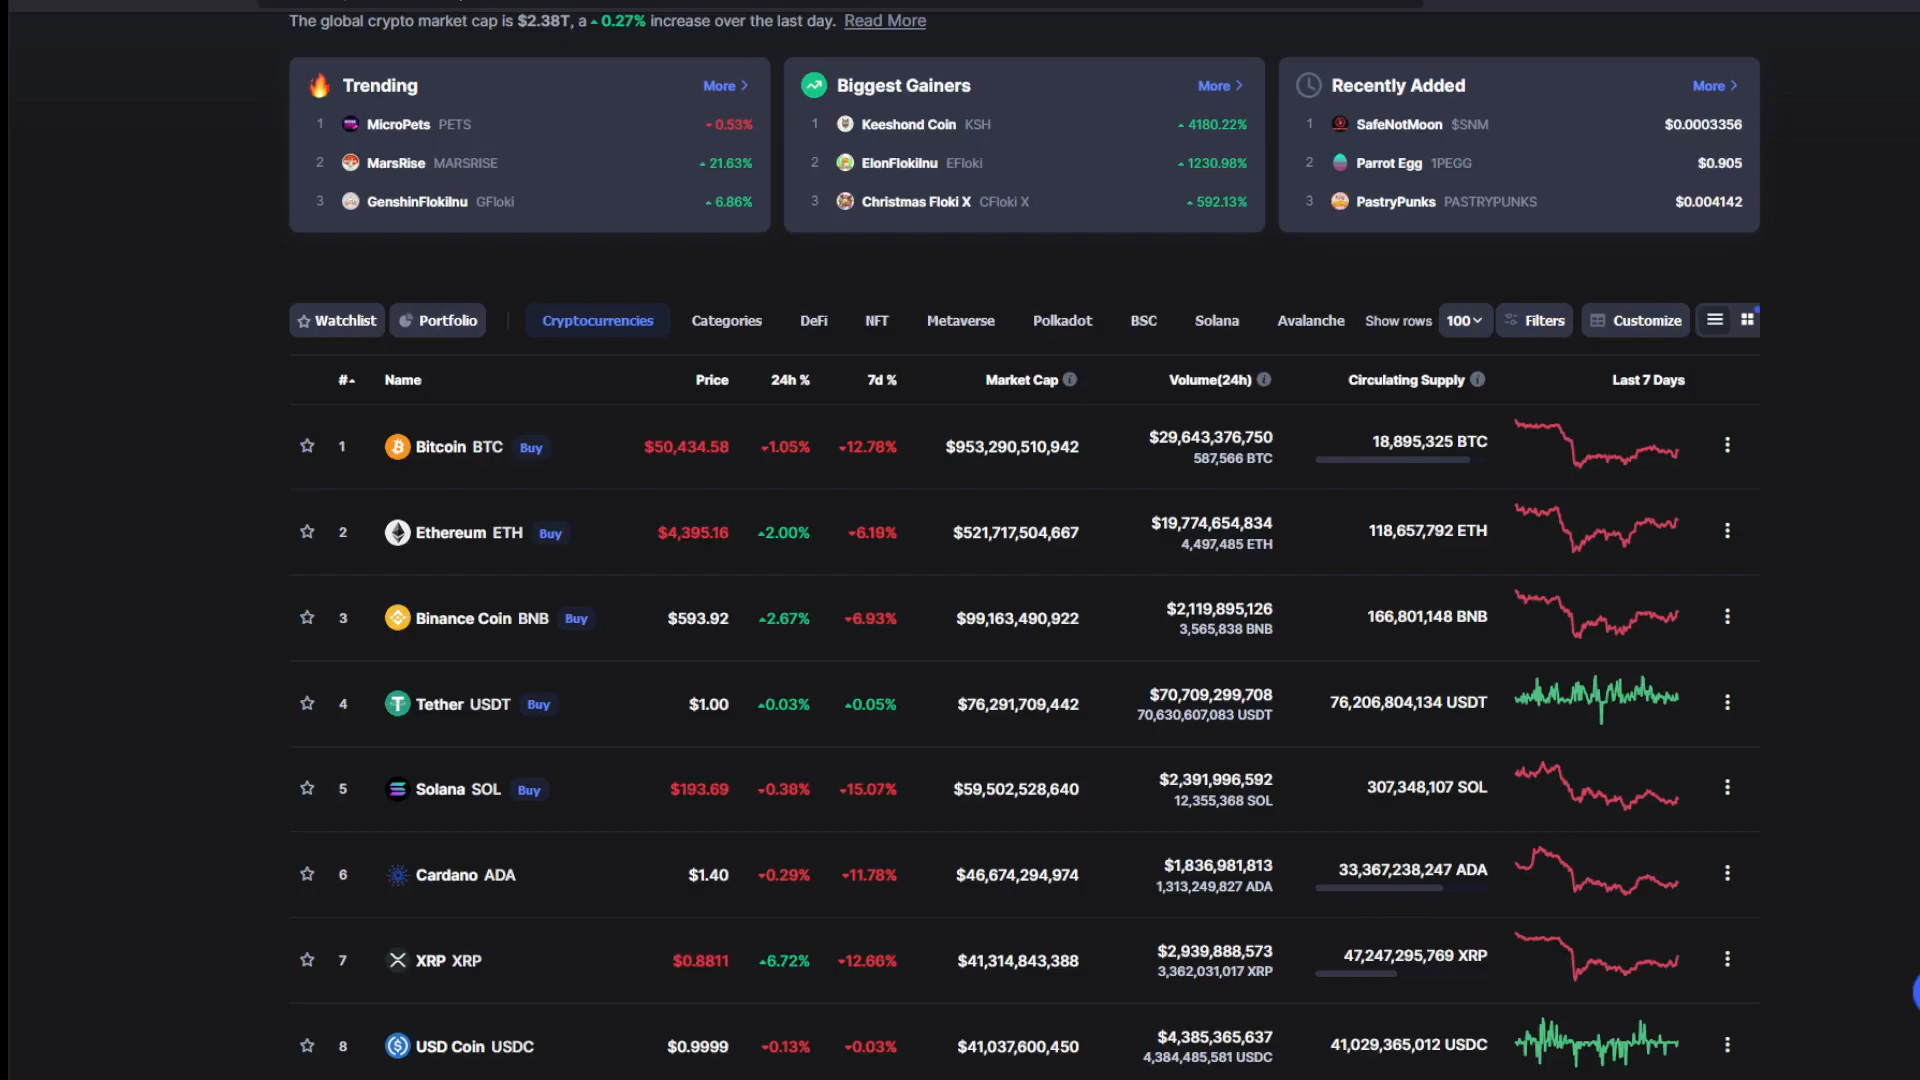 The global crypto market cap is $2.38T, a 0.27% increase over the last day. Read More
Trending More
1 MicroPets PETS 0.53%
2 MarsRise MARSRISE 21.63%
3 GenshinFlokiInu GFloki 6.86%
Biggest Gainers More
1 Keeshond Coin KSH 4180.22%
2 ElonFlokiInu EFloki 1230.98%
3 Christmas Floki X CFloki X 592.13%
Recently Added More
1 SafeNotMoon $SNM $0.0003356
2 Parrot Egg 1PEGG $0.905
3 PastryPunks PASTRYPUNKS $0.004142
Watchlist Portfolio Cryptocurrencies Categories DeFi NFT Metaverse Polkadot BSC Solana Avalanche Show rows 100 Filters Customize
# Name Price 24h % 7d % Market Cap Volume(24h) Circulating Supply Last 7 Days
1 Bitcoin BTC Buy $50,434.58 1.05% 12.78% $953,290,510,942 $29,643,376,750 18,895,325 BTC
587,566 BTC
2 Ethereum ETH Buy $4,395.16 2.00% 6.19% $521,717,504,667 $19,774,654,834 118,657,792 ETH
4,497,485 ETH
3 Binance Coin BNB Buy $593.92 2.67% 6.93% $99,163,490,922 $2,119,895,126 166,801,148 BNB
3,565,838 BNB
4 Tether USDT Buy $1.00 0.03% 0.05% $76,291,709,442 $70,709,299,708 76,206,804,134 USDT
70,630,607,083 USDT
5 Solana SOL Buy $193.69 0.38% 15.07% $59,502,528,640 $2,391,996,592 307,348,107 SOL
12,355,368 SOL
6 Cardano ADA $1.40 0.29% 11.78% $46,674,294,974 $1,836,981,813 33,367,238,247 ADA
1,313,249,827 ADA
7 XRP XRP $0.8811 6.72% 12.66% $41,314,843,388 $2,939,888,573 47,247,295,769 XRP
3,362,031,017 XRP
8 USD Coin USDC $0.9999 0.13% 0.03% $41,037,600,450 $4,385,365,637 41,029,365,012 USDC
4,384,485,581 USDC